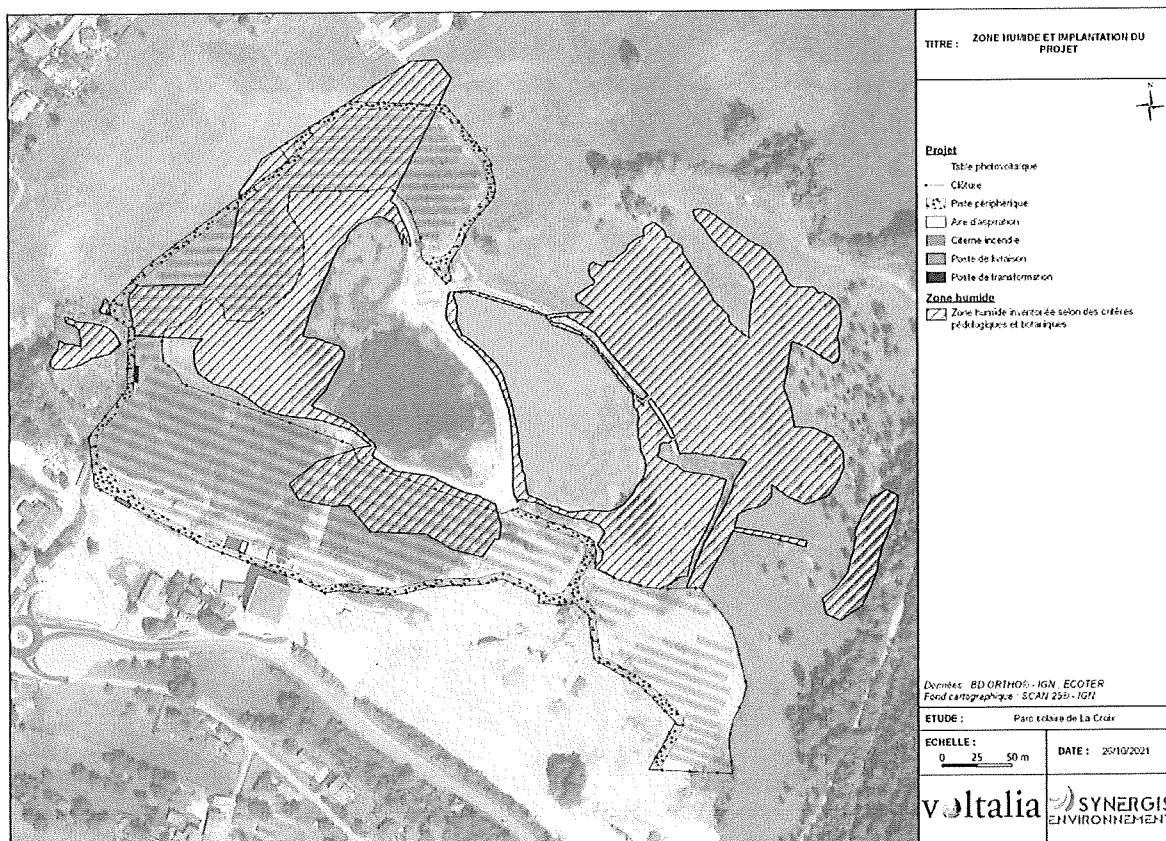 TITRE : ZONE HUMIDE ET IMPLANTATION DU
PROJET
N
Projet
Table photovoltaïque
Clôture
Piste périphérique
Aire d'aspiration
Citerne incendie
Poste de livraison
Poste de transformation
Zone humide
Zone humide inventoriée selon des critères
pédologiques et botaniques
Données : BD ORTHO® - IGN, ECOTER
Fond cartographique : SCAN 25® - IGN
ETUDE : Parc solaire de La Croix
ECHELLE :
0 25 50 m
DATE : 26/10/2021
voltalia
SYNERGIS
ENVIRONNEMENT